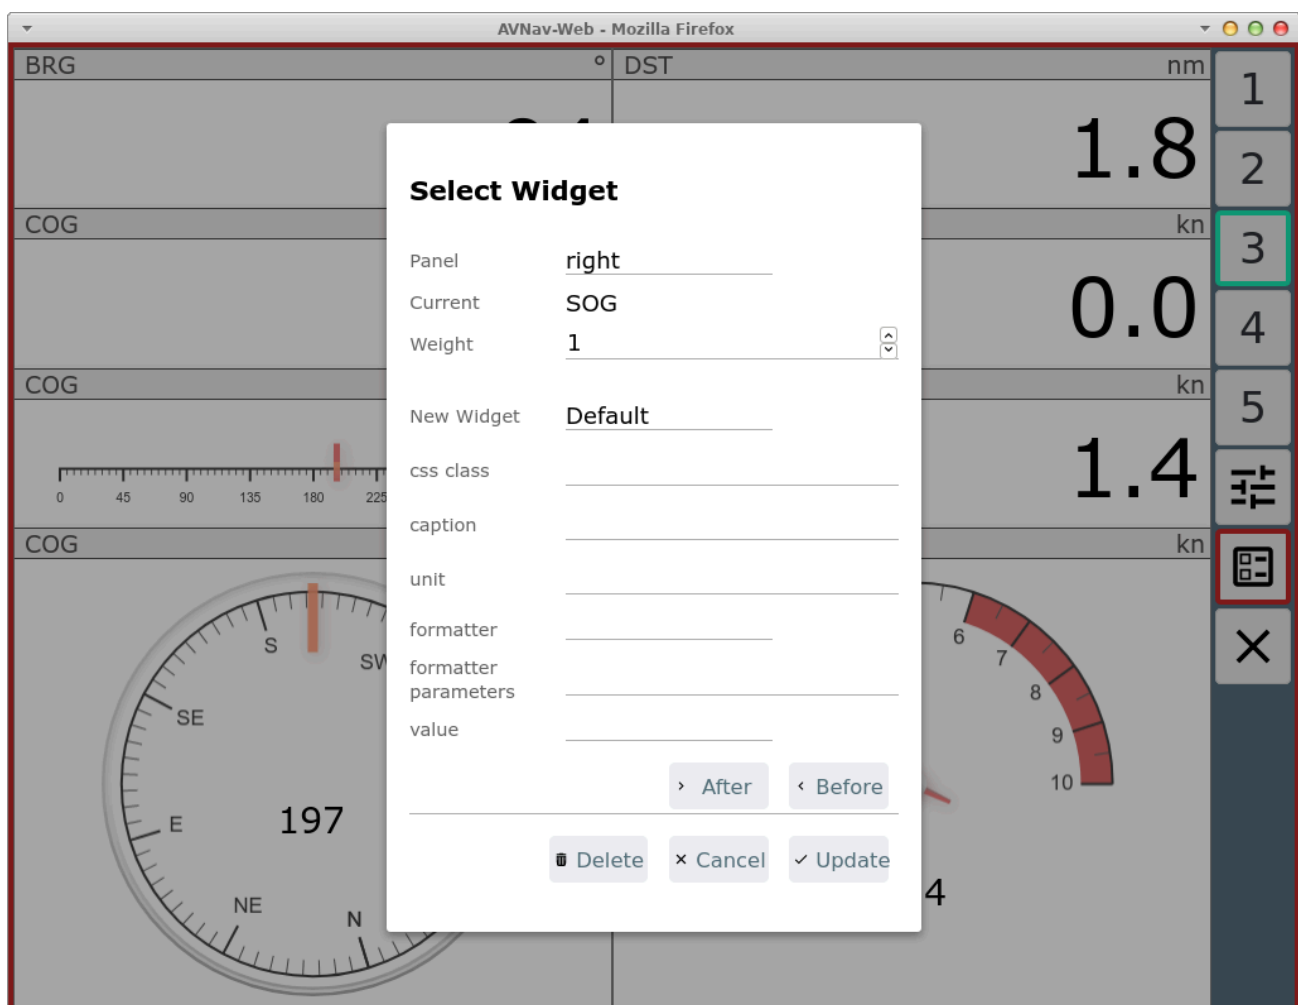 AVNav-Web - Mozilla Firefox
BRG °
DST nm
1.8
COG
kn
0.0
COG
kn
0 45 90 135 180 225
1.4
COG
kn
S
SE
E
197
NE
N
6
7
8
9
10
4
Select Widget
Panel right
Current SOG
Weight 1
New Widget Default
css class
caption
unit
formatter
formatter
parameters
value
After
Before
Delete
Cancel
Update
1
2
3
4
5